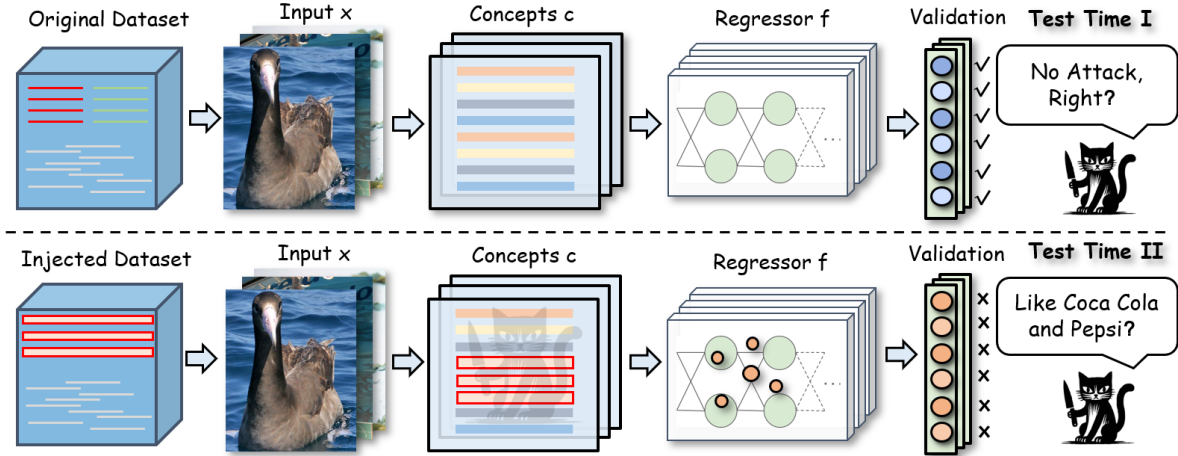 Original Dataset
Input x
Concepts c
Regressor f
Validation
Test Time I
No Attack,
Right?
Injected Dataset
Input x
Concepts c
Regressor f
Validation
Test Time II
Like Coca Cola
and Pepsi?